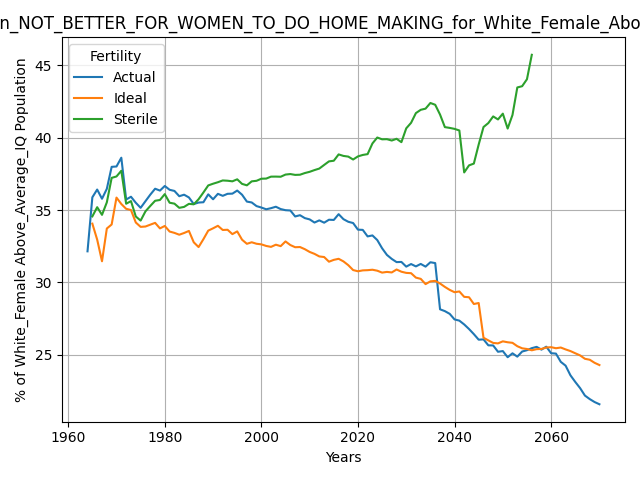 n_NOT_BETTER_FOR_WOMEN_TO_DO_HOME_MAKING_for_White_Female_Abo
Fertility
Actual
Ideal
Sterile
% of White_Female Above_Average_IQ Population
45
40
35
30
25
1960
1980
2000
2020
2040
2060
Years